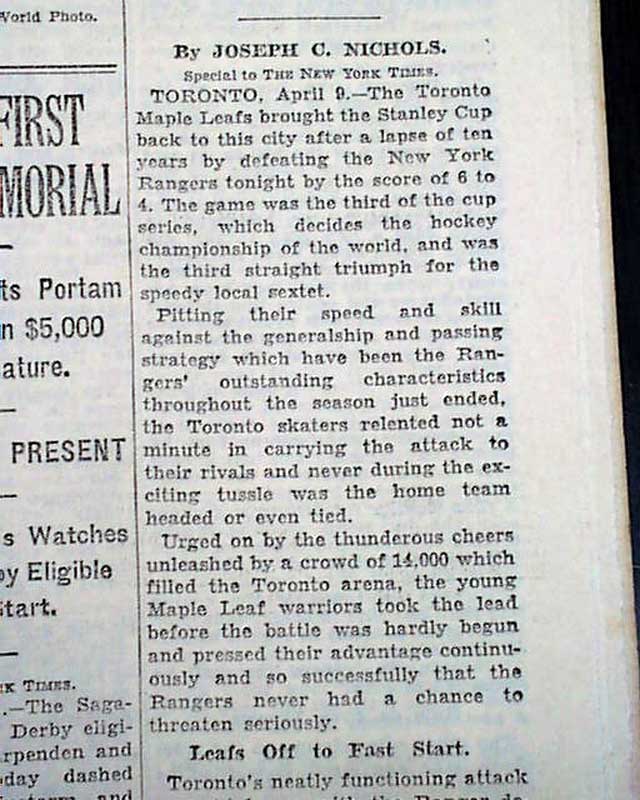 World Photo.
FIRST
MORIAL
ts Portam
n $5,000
ature.
PRESENT
s Watches
by Eligible
Start.
K TIMES.
.—The Saga-
Derby eligi-
rpenden and
day dashed
and
By JOSEPH C. NICHOLS.
Special to THE NEW YORK TIMES.
TORONTO, April 9.—The Toronto
Maple Leafs brought the Stanley Cup
back to this city after a lapse of ten
years by defeating the New York
Rangers tonight by the score of 6 to
4. The game was the third of the cup
series, which decides the hockey
championship of the world, and was
the third straight triumph for the
speedy local sextet.
Pitting their speed and skill
against the generalship and passing
strategy which have been the Ran-
gers' outstanding characteristics
throughout the season just ended,
the Toronto skaters relented not a
minute in carrying the attack to
their rivals and never during the ex-
citing tussle was the home team
headed or even tied.
Urged on by the thunderous cheers
unleashed by a crowd of 14,000 which
filled the Toronto arena, the young
Maple Leaf warriors took the lead
before the battle was hardly begun
and pressed their advantage continu-
ously and so successfully that the
Rangers never had a chance to
threaten seriously.
Leafs Off to Fast Start.
Toronto's neatly functioning attack
with the Ranger de-